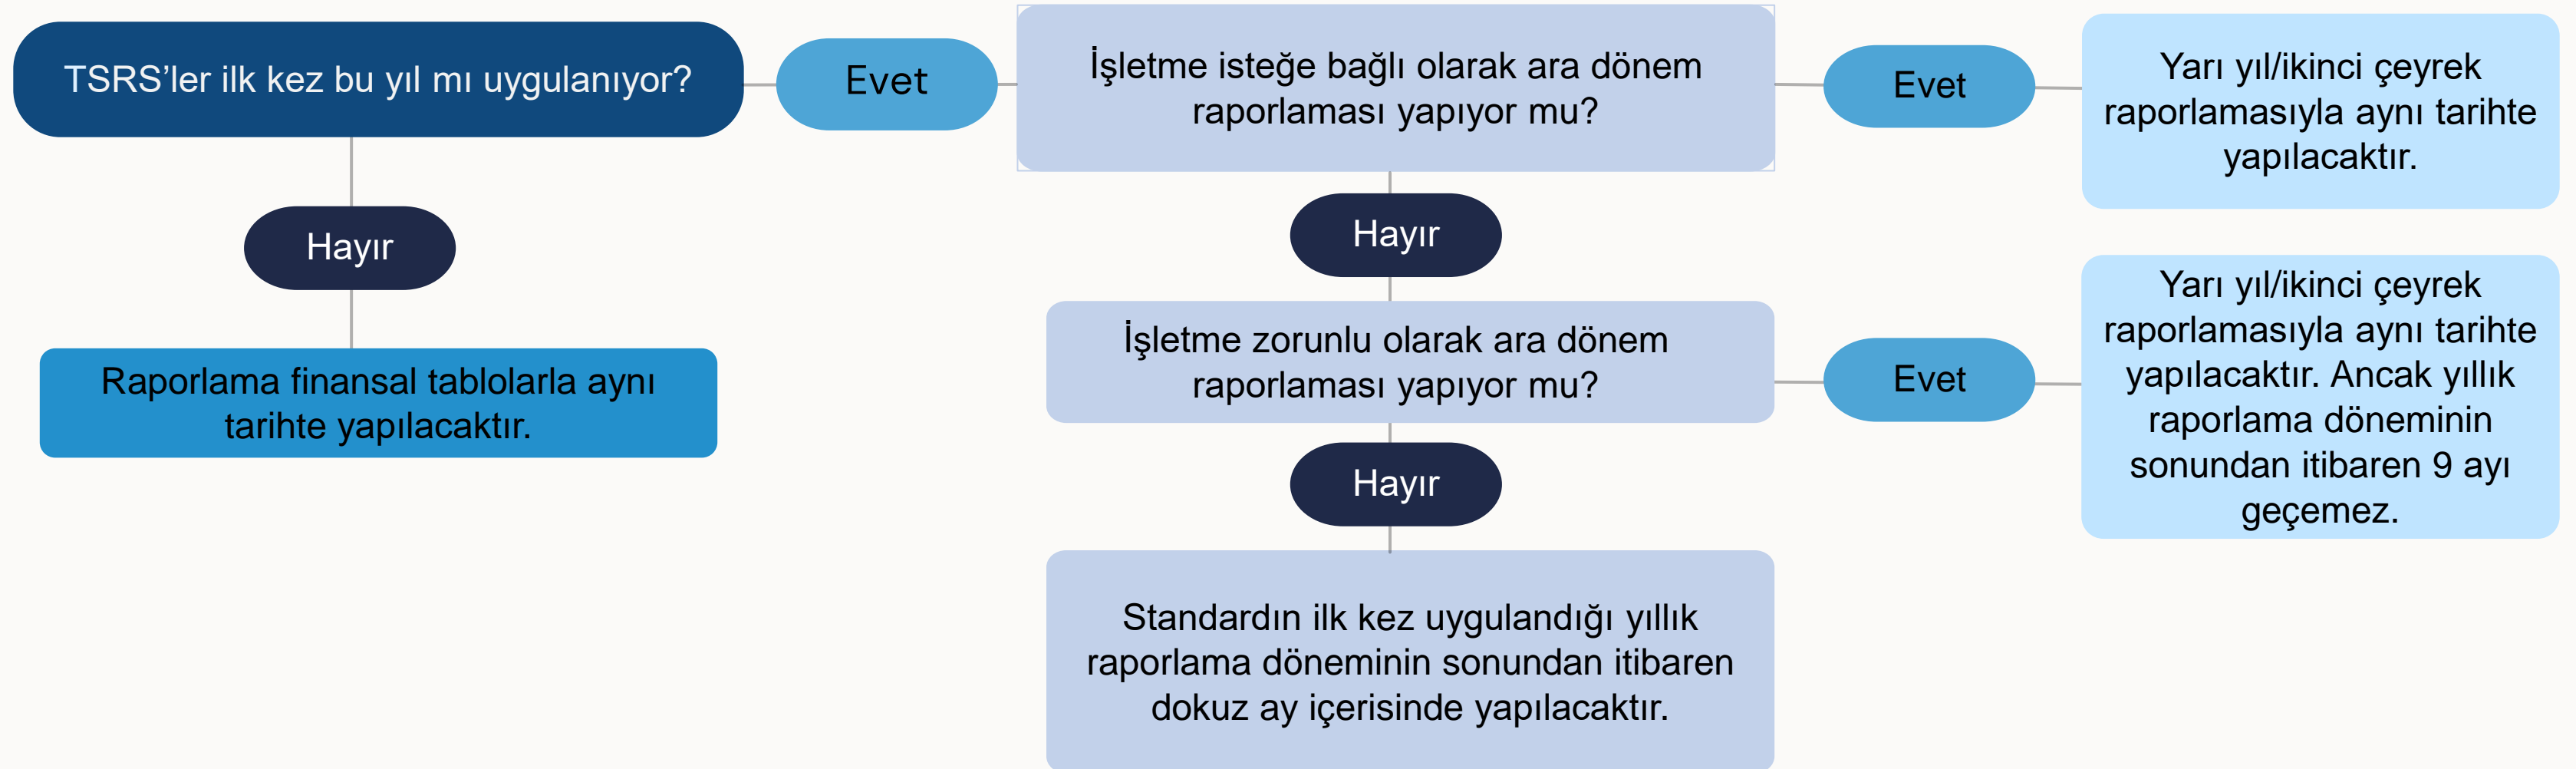 TSRS’ler ilk kez bu yıl mı uygulanıyor?
Evet
İşletme isteğe bağlı olarak ara dönem
raporlaması yapıyor mu?
Evet
Yarı yıl/ikinci çeyrek
raporlamasıyla aynı tarihte
yapılacaktır.
Hayır
Raporlama finansal tablolarla aynı
tarihte yapılacaktır.
Hayır
İşletme zorunlu olarak ara dönem
raporlaması yapıyor mu?
Evet
Yarı yıl/ikinci çeyrek
raporlamasıyla aynı tarihte
yapılacaktır. Ancak yıllık
raporlama döneminin
sonundan itibaren 9 ayı
geçemez.
Hayır
Standardın ilk kez uygulandığı yıllık
raporlama döneminin sonundan itibaren
dokuz ay içerisinde yapılacaktır.